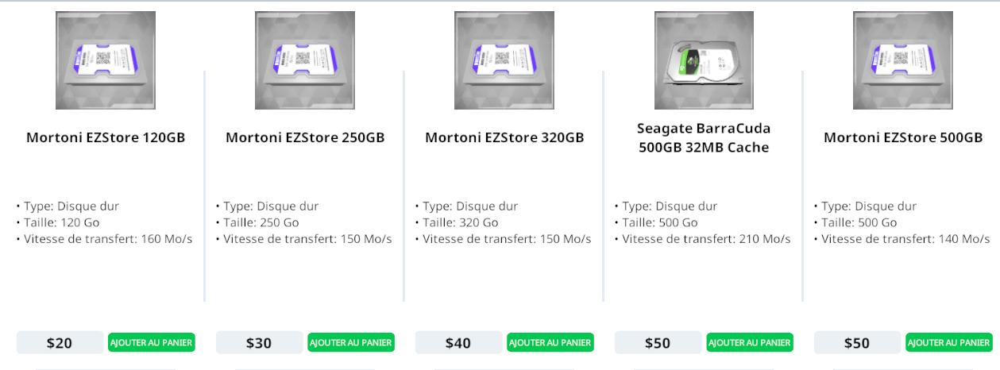 Mortoni EZStore 120GB
• Type: Disque dur
• Taille: 120 Go
• Vitesse de transfert: 160 Mo/s
$20
AJOUTER AU PANIER
Mortoni EZStore 250GB
• Type: Disque dur
• Taille: 250 Go
• Vitesse de transfert: 150 Mo/s
$30
AJOUTER AU PANIER
Mortoni EZStore 320GB
• Type: Disque dur
• Taille: 320 Go
• Vitesse de transfert: 150 Mo/s
$40
AJOUTER AU PANIER
Seagate BarraCuda
500GB 32MB Cache
• Type: Disque dur
• Taille: 500 Go
• Vitesse de transfert: 210 Mo/s
$50
AJOUTER AU PANIER
Mortoni EZStore 500GB
• Type: Disque dur
• Taille: 500 Go
• Vitesse de transfert: 140 Mo/s
$50
AJOUTER AU PANIER